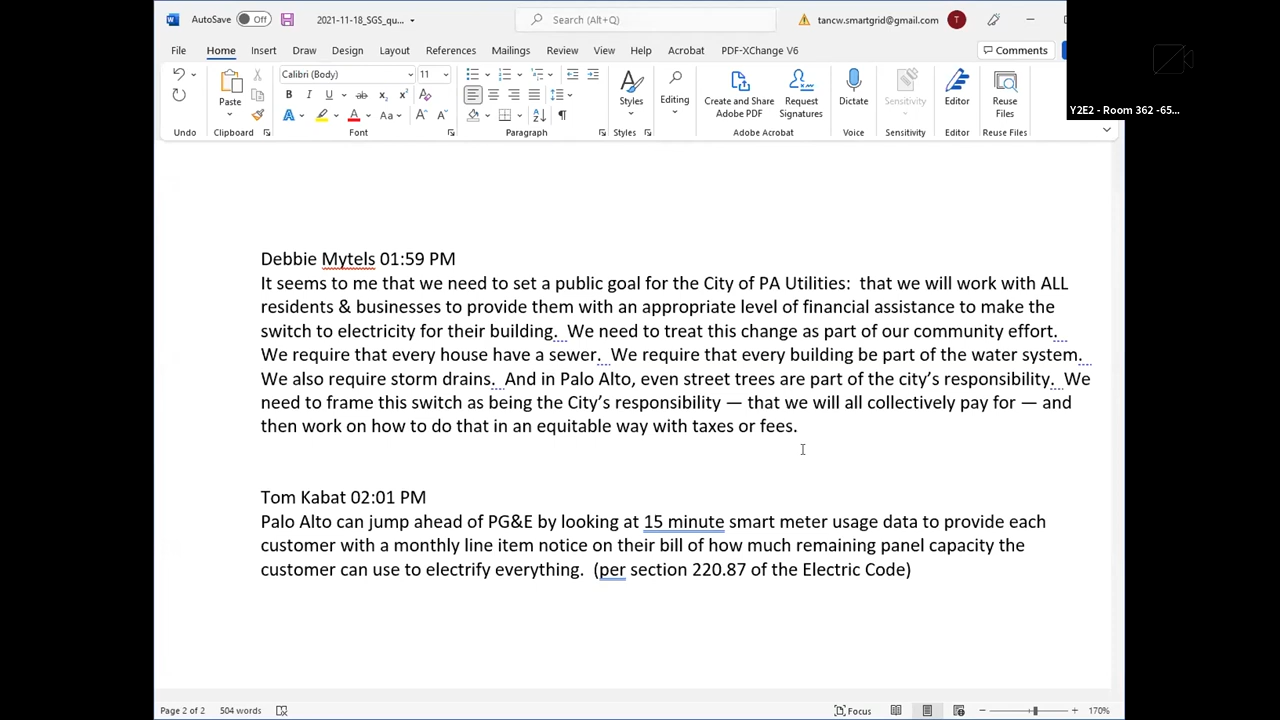 AutoSave Off 2021-11-18_SGS_qu... Search (Alt+Q) tancw.smartgrid@gmail.com T
File Home Insert Draw Design Layout References Mailings Review View Help Acrobat PDF-XChange V6 Comments
Calibri (Body) 11
Paste Styles Editing Create and Share Adobe PDF Request Signatures Dictate Sensitivity Editor Reuse Files
Y2E2 - Room 362 -65...
Undo Clipboard Font Paragraph Styles Adobe Acrobat Voice Sensitivity Editor Reuse Files
Debbie Mytels 01:59 PM
It seems to me that we need to set a public goal for the City of PA Utilities:  that we will work with ALL
residents & businesses to provide them with an appropriate level of financial assistance to make the
switch to electricity for their building.  We need to treat this change as part of our community effort.
We require that every house have a sewer.  We require that every building be part of the water system.
We also require storm drains.  And in Palo Alto, even street trees are part of the city’s responsibility.  We
need to frame this switch as being the City’s responsibility — that we will all collectively pay for — and
then work on how to do that in an equitable way with taxes or fees.
Tom Kabat 02:01 PM
Palo Alto can jump ahead of PG&E by looking at 15 minute smart meter usage data to provide each
customer with a monthly line item notice on their bill of how much remaining panel capacity the
customer can use to electrify everything.  (per section 220.87 of the Electric Code)
Page 2 of 2 504 words Focus 170%